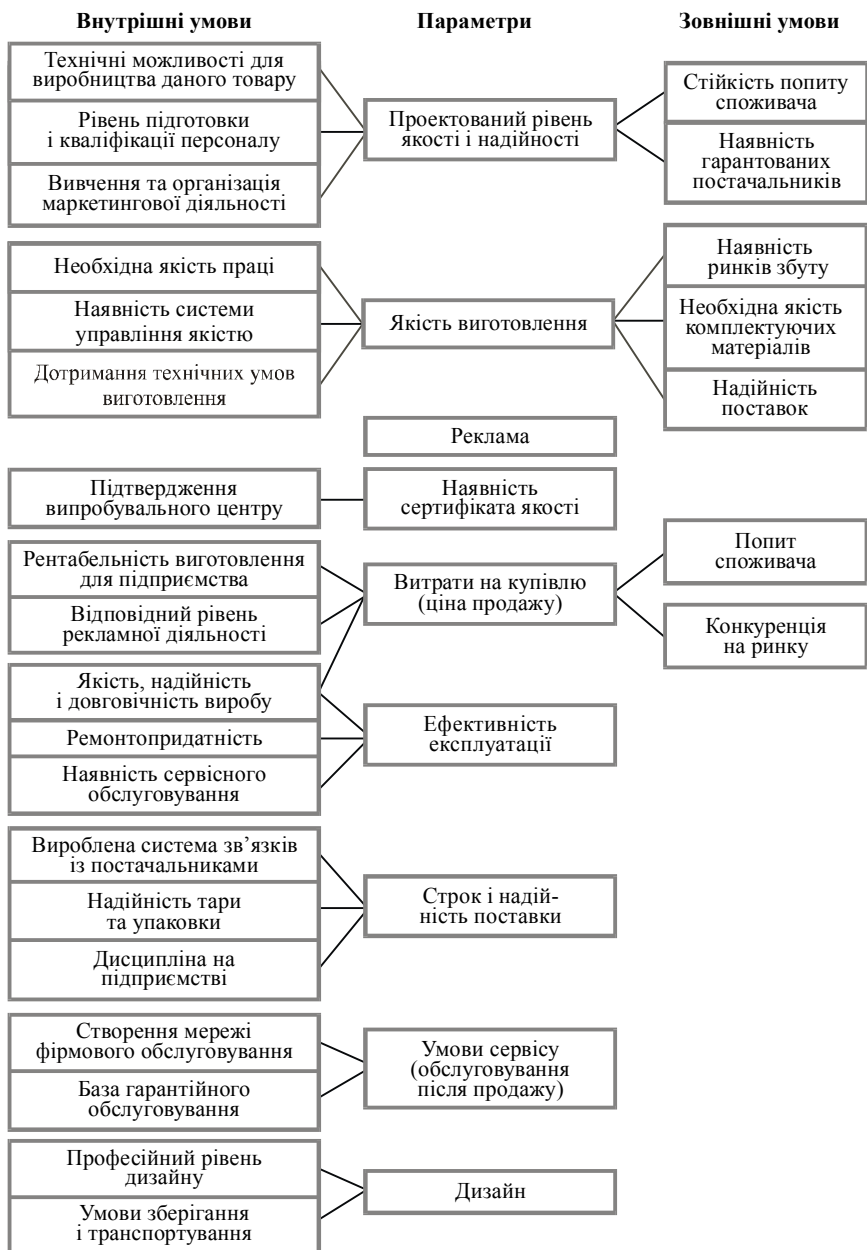 Внутрішні умови
Параметри
Зовнішні умови
Технічні можливості для
виробництва даного товару
Рівень підготовки
і кваліфікації персоналу
Вивчення та організація
маркетингової діяльності
Проектований рівень
якості і надійності
Стійкість попиту
споживача
Наявність
гарантованих
постачальників
Необхідна якість праці
Наявність системи
управління якістю
Дотримання технічних умов
виготовлення
Якість виготовлення
Наявність
ринків збуту
Необхідна якість
комплектуючих
матеріалів
Надійність
поставок
Реклама
Підтвердження
випробувального центру
Наявність
сертифіката якості
Рентабельність виготовлення
для підприємства
Відповідний рівень
рекламної діяльності
Витрати на купівлю
(ціна продажу)
Попит
споживача
Конкуренція
на ринку
Якість, надійність
і довговічність виробу
Ремонтопридатність
Наявність сервісного
обслуговування
Ефективність
експлуатації
Вироблена система зв’язків
із постачальниками
Надійність тари
та упаковки
Дисципліна на
підприємстві
Строк і надій-
ність поставки
Створення мережі
фірмового обслуговування
База гарантійного
обслуговування
Умови сервісу
(обслуговування
після продажу)
Професійний рівень
дизайну
Умови зберігання
і транспортування
Дизайн